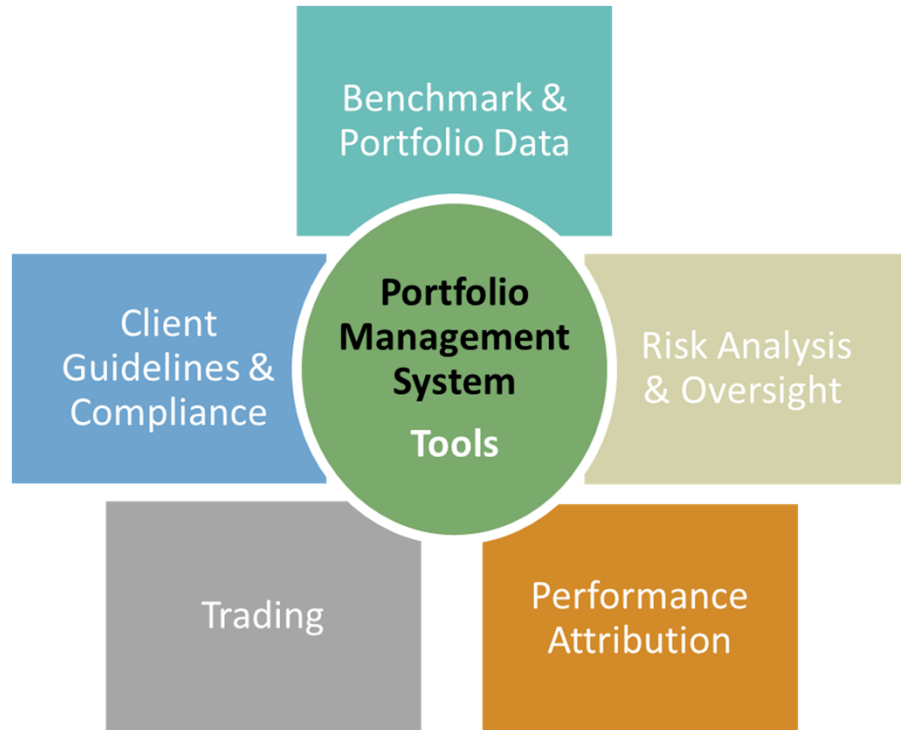 Benchmark &
Portfolio Data
Client
Guidelines &
Compliance
Portfolio
Management
System
Tools
Risk Analysis
& Oversight
Trading
Performance
Attribution